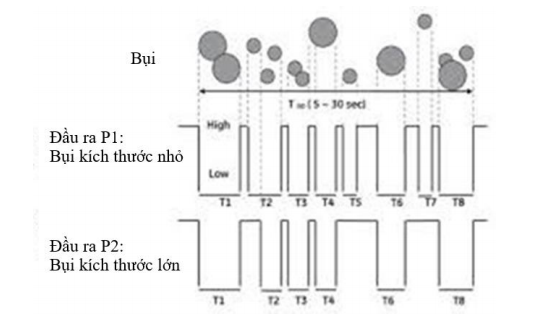 Bụi
T (5 ~ 30 sec)
Đầu ra P1:
Bụi kích thước nhỏ
High
Low
T1 T2 T3 T4 T5 T6 T7 T8
Đầu ra P2:
Bụi kích thước lớn
T1 T2 T3 T4 T6 T8